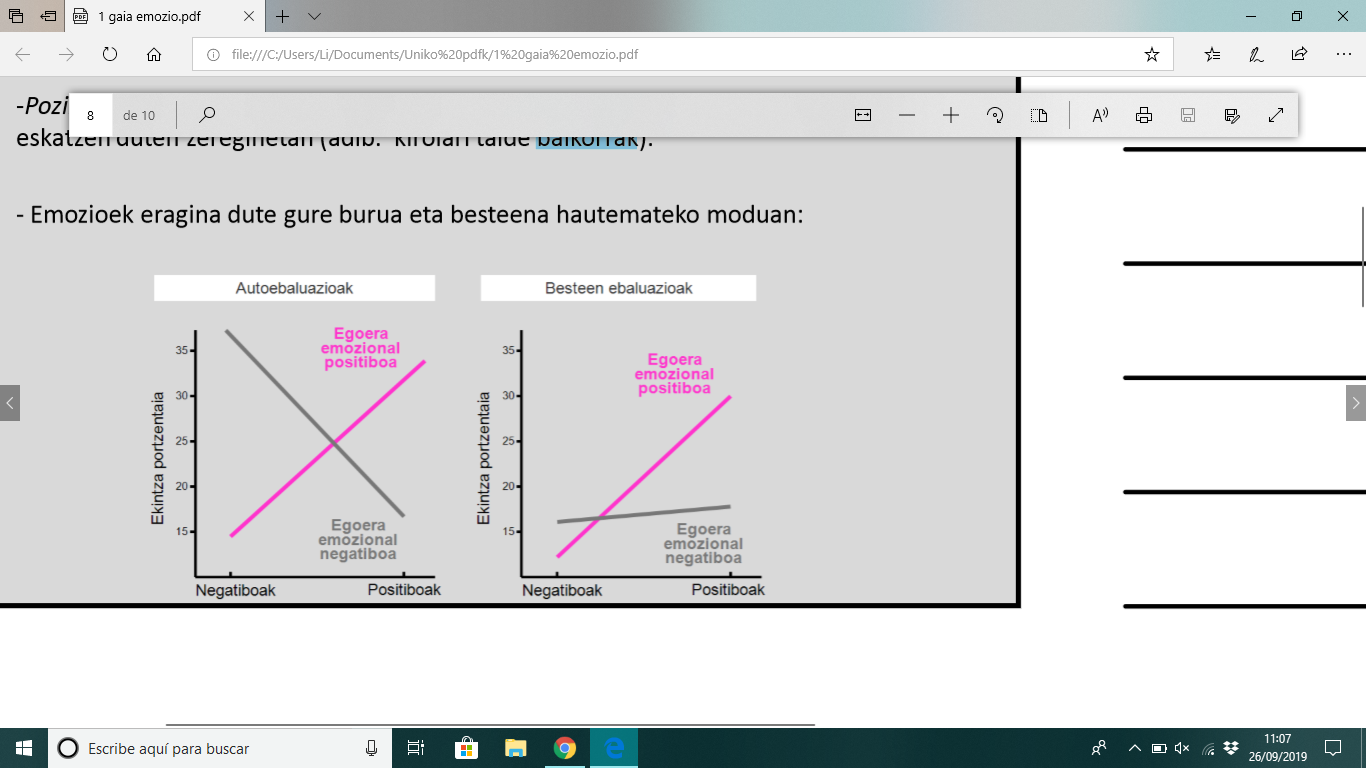 1 gaia emozio.pdf
file:///C:/Users/Li/Documents/Uniko%20pdfk/1%20gaia%20emozio.pdf
8 de 10
-Pozi
eskatzen duten zereginetan (adib. kirolari talde baikorrak).
- Emozioek eragina dute gure burua eta besteena hautemateko moduan:
Autoebaluazioak
Egoera
emozional
positiboa
35
30
25
20
15
Ekintza portzentaia
Egoera
emozional
negatiboa
Negatiboak Positiboak
Besteen ebaluazioak
Egoera
emozional
positiboa
35
30
25
20
15
Ekintza portzentaia
Egoera
emozional
negatiboa
Negatiboak Positiboak
Escribe aquí para buscar
11:07
26/09/2019